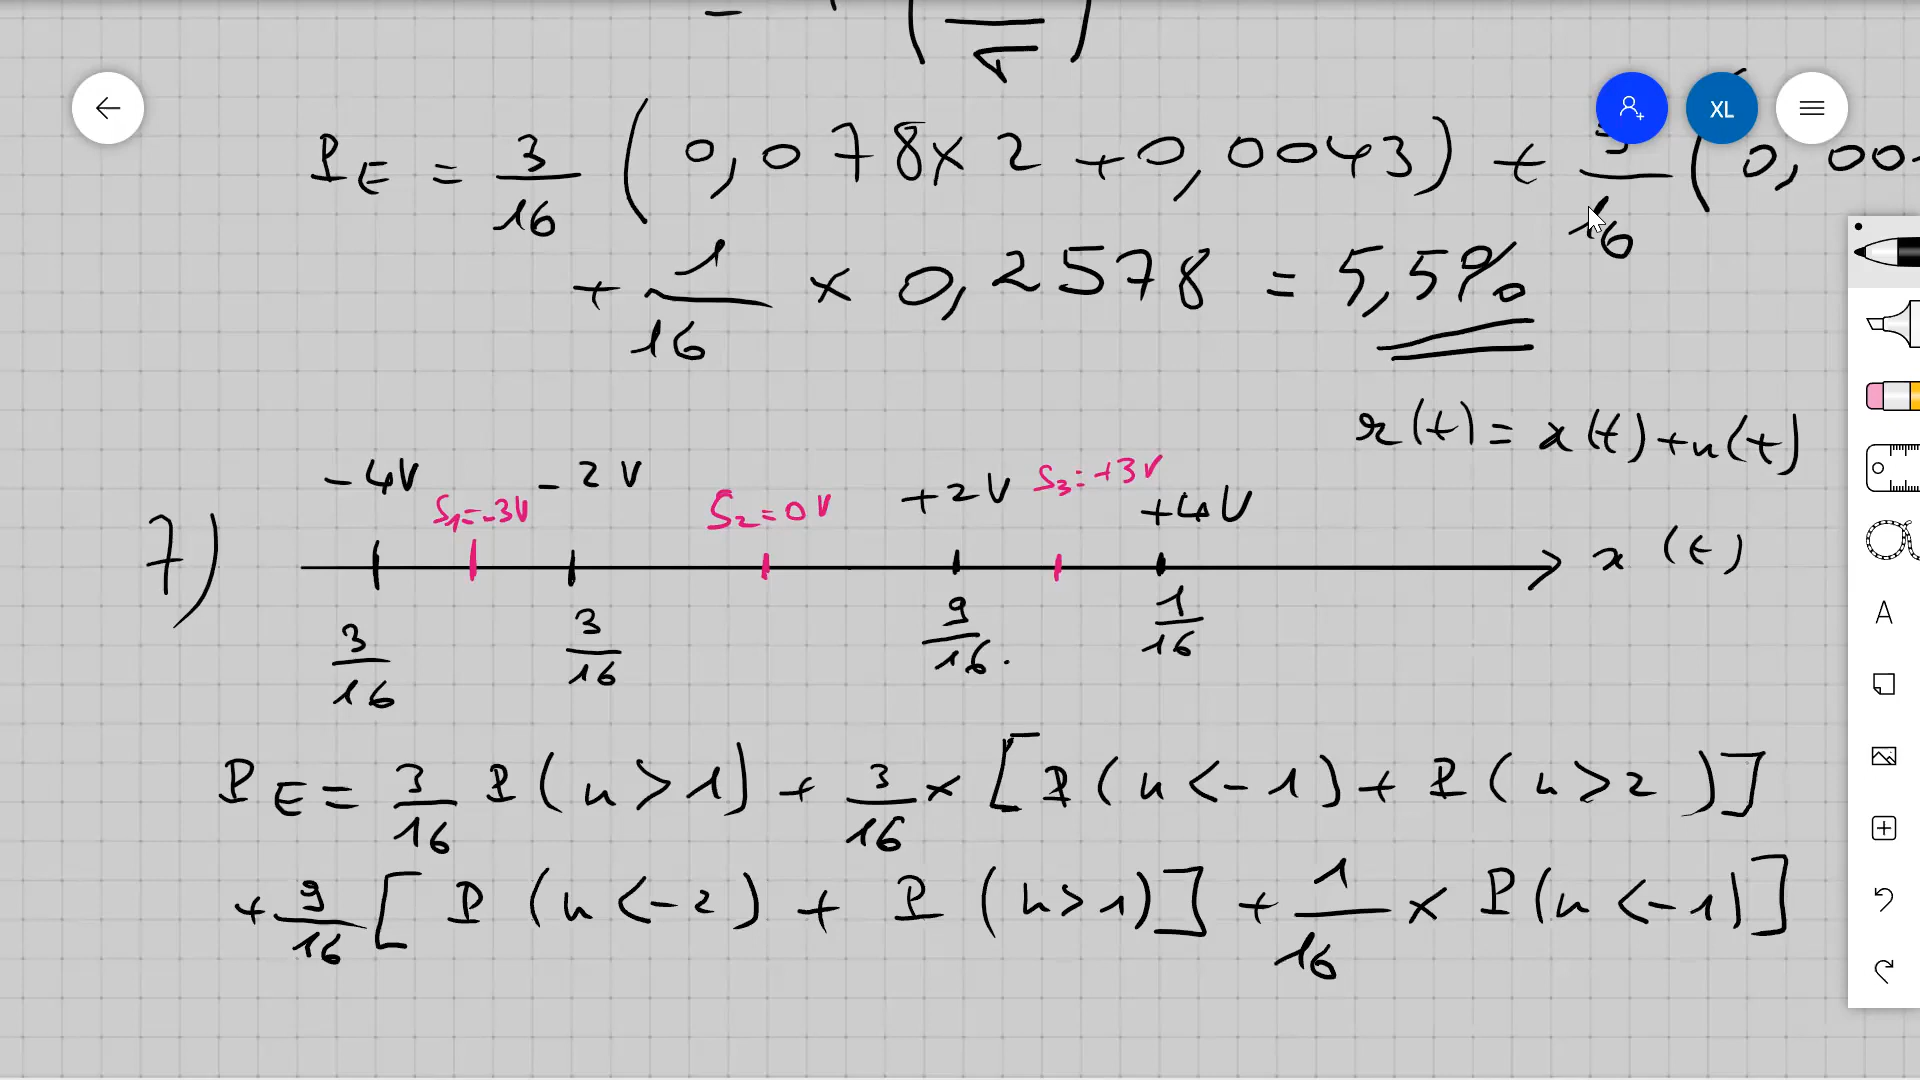 P_E = 3/16 ( 0,078 x 2 + 0,0043 ) + /16 ( 0,00
+ 1/16 x 0,2578 = 5,5%
XL
r(t) = x(t) + n(t)
-4V S₁=-3V -2V S₂=0V +2V S₃=+3V +4V
7) x(t)
3/16 3/16 9/16. 1/16
P_E = 3/16 P(n > 1) + 3/16 x [ P(n < -1) + P(n > 2) ]
+ 9/16 [ P(n < -2) + P(n > 1) ] + 1/16 x P(n < -1) ]
A